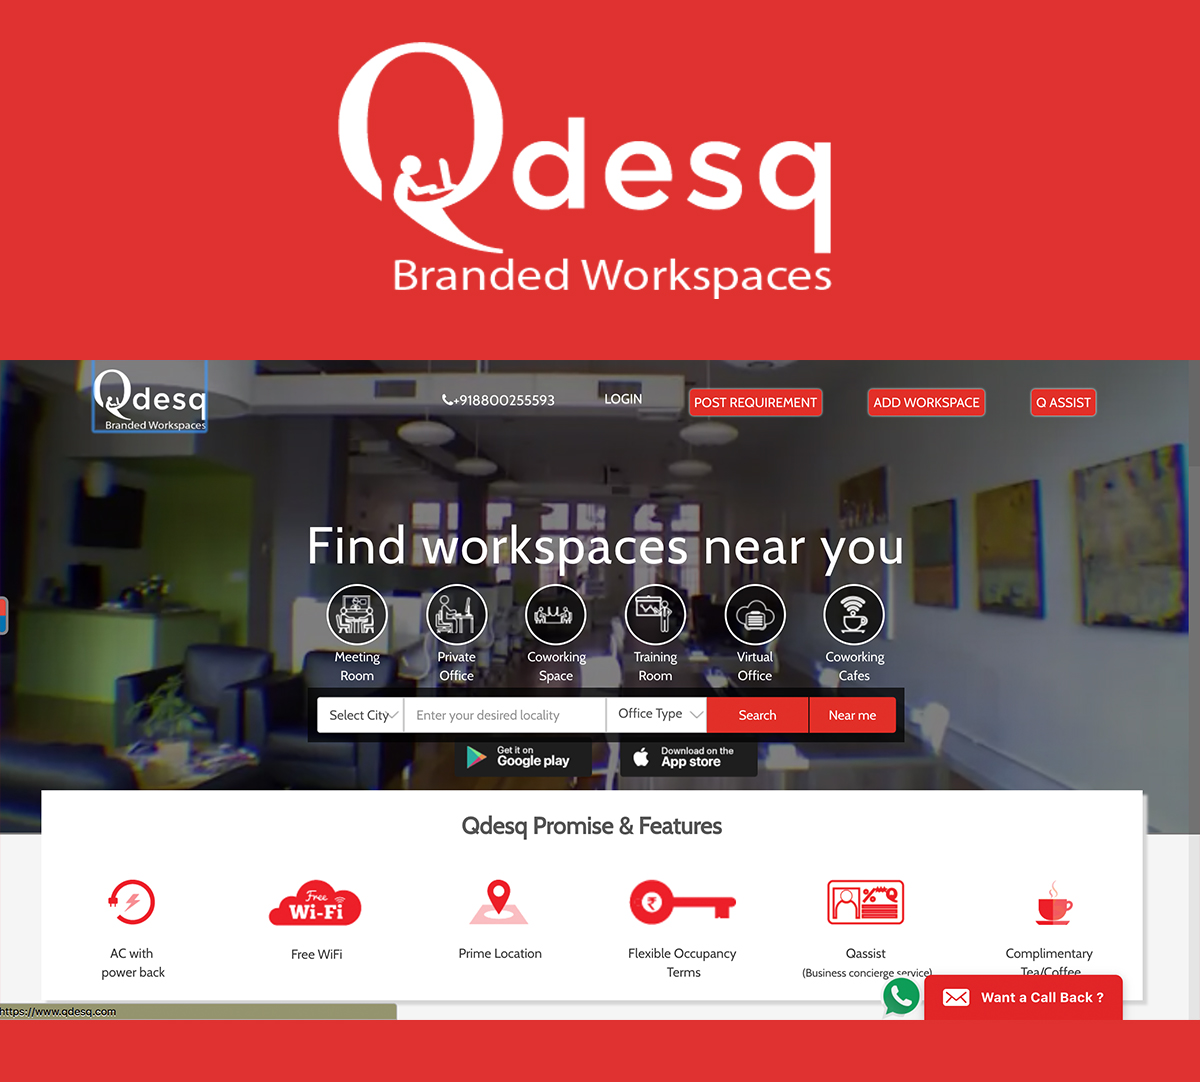 Qdesq
Branded Workspaces
Qdesq
Branded Workspaces
+918800255593
LOGIN
POST REQUIREMENT
ADD WORKSPACE
Q ASSIST
Find workspaces near you
Meeting
Room
Private
Office
Coworking
Space
Training
Room
Virtual
Office
Coworking
Cafes
Select City
Enter your desired locality
Office Type
Search
Near me
Get it on
Google play
Download on the
App store
Qdesq Promise & Features
Free
Wi-Fi
₹
%
Q
AC with
power back
Free WiFi
Prime Location
Flexible Occupancy
Terms
Qassist
(Business concierge service)
Complimentary
Tea/Coffee
Want a Call Back ?
https://www.qdesq.com